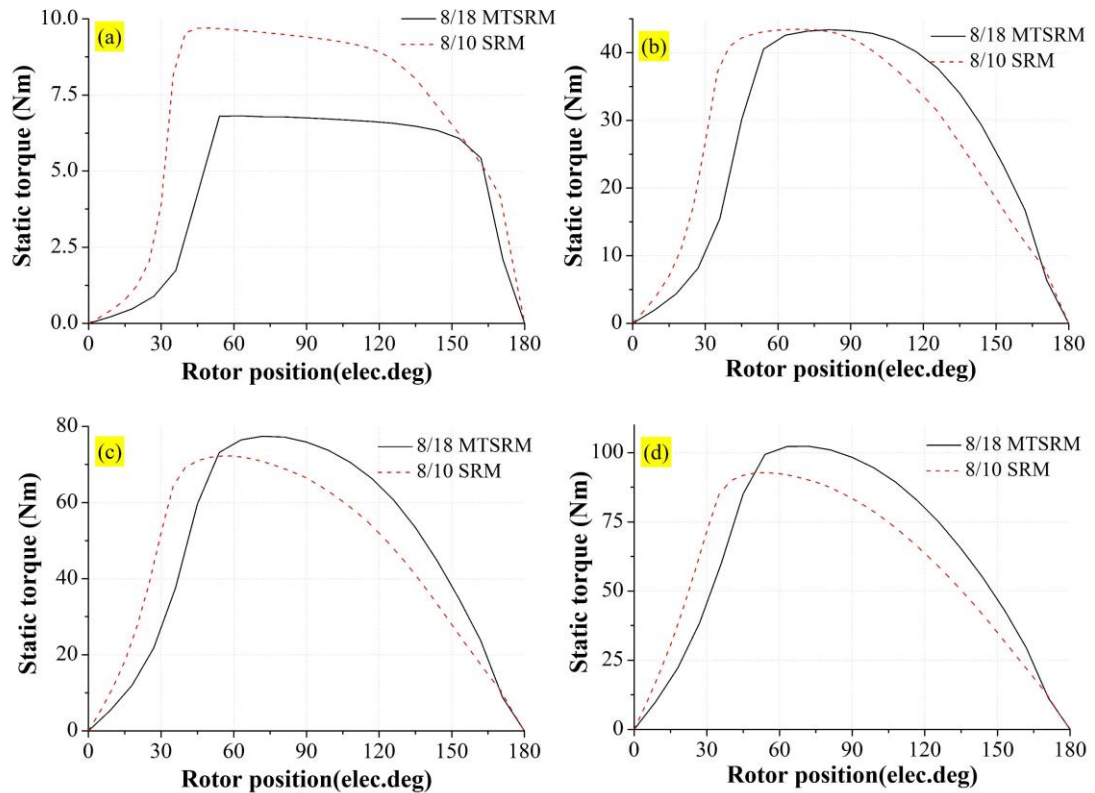 (a)
8/18 MTSRM
8/10 SRM
Static torque (Nm)
10.0
7.5
5.0
2.5
0.0
0 30 60 90 120 150 180
Rotor position(elec.deg)
(b)
8/18 MTSRM
8/10 SRM
Static torque (Nm)
40
30
20
10
0
0 30 60 90 120 150 180
Rotor position(elec.deg)
(c)
8/18 MTSRM
8/10 SRM
Static torque (Nm)
80
60
40
20
0
0 30 60 90 120 150 180
Rotor position(elec.deg)
(d)
8/18 MTSRM
8/10 SRM
Static torque (Nm)
100
75
50
25
0
0 30 60 90 120 150 180
Rotor position(elec.deg)